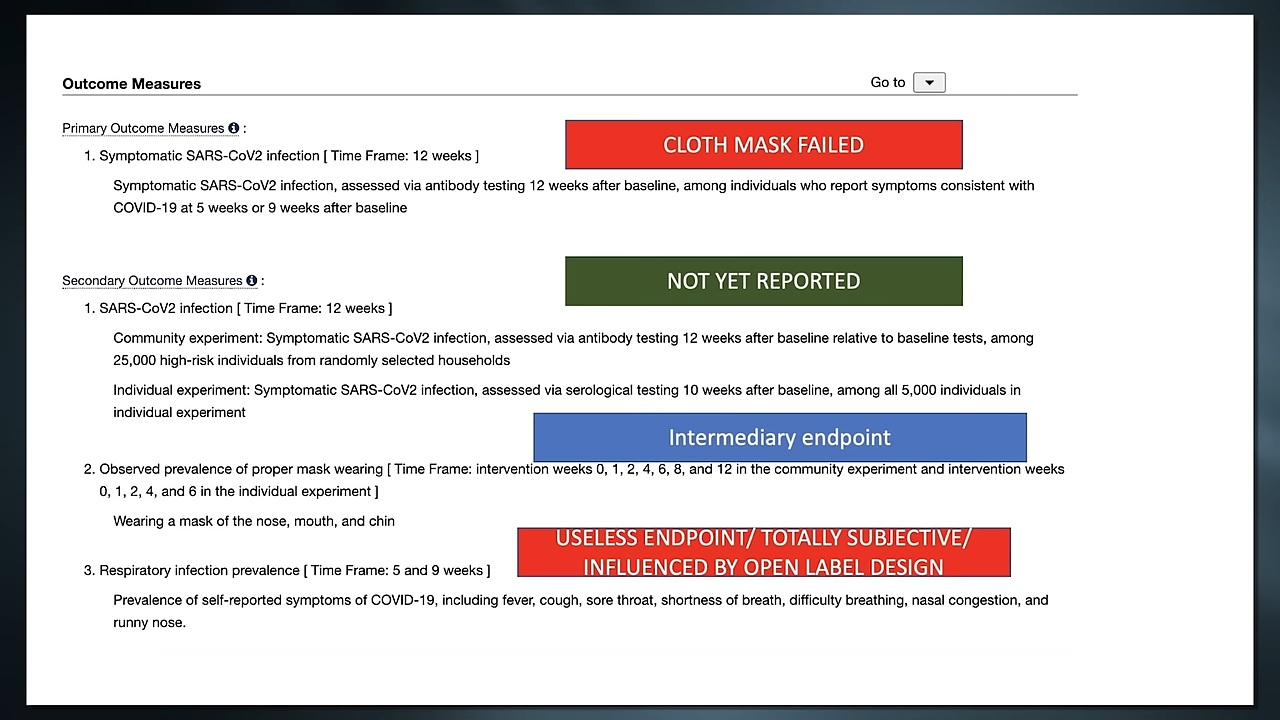 Outcome Measures
Go to
Primary Outcome Measures :
CLOTH MASK FAILED
1. Symptomatic SARS-CoV2 infection [ Time Frame: 12 weeks ]
Symptomatic SARS-CoV2 infection, assessed via antibody testing 12 weeks after baseline, among individuals who report symptoms consistent with
COVID-19 at 5 weeks or 9 weeks after baseline
Secondary Outcome Measures :
NOT YET REPORTED
1. SARS-CoV2 infection [ Time Frame: 12 weeks ]
Community experiment: Symptomatic SARS-CoV2 infection, assessed via antibody testing 12 weeks after baseline relative to baseline tests, among
25,000 high-risk individuals from randomly selected households
Individual experiment: Symptomatic SARS-CoV2 infection, assessed via serological testing 10 weeks after baseline, among all 5,000 individuals in
individual experiment
Intermediary endpoint
2. Observed prevalence of proper mask wearing [ Time Frame: intervention weeks 0, 1, 2, 4, 6, 8, and 12 in the community experiment and intervention weeks
0, 1, 2, 4, and 6 in the individual experiment ]
Wearing a mask of the nose, mouth, and chin
USELESS ENDPOINT/ TOTALLY SUBJECTIVE/
INFLUENCED BY OPEN LABEL DESIGN
3. Respiratory infection prevalence [ Time Frame: 5 and 9 weeks ]
Prevalence of self-reported symptoms of COVID-19, including fever, cough, sore throat, shortness of breath, difficulty breathing, nasal congestion, and
runny nose.